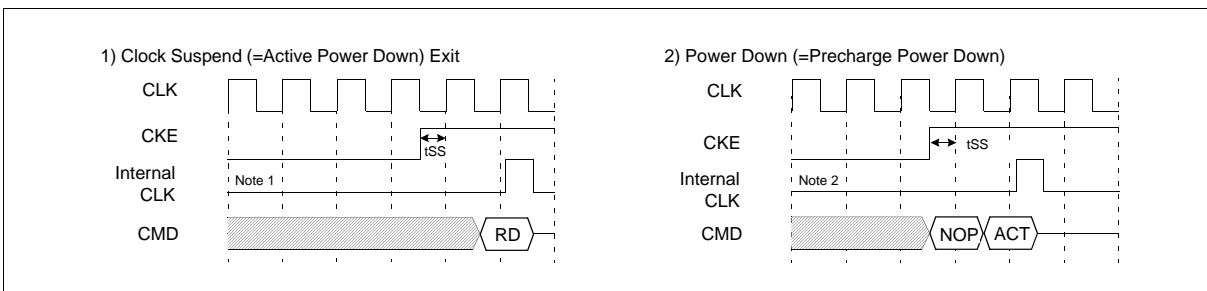 1) Clock Suspend (=Active Power Down) Exit
CLK
CKE
tSS
Internal
CLK
Note 1
CMD
RD
2) Power Down (=Precharge Power Down)
CLK
CKE
tSS
Internal
CLK
Note 2
CMD
NOP
ACT